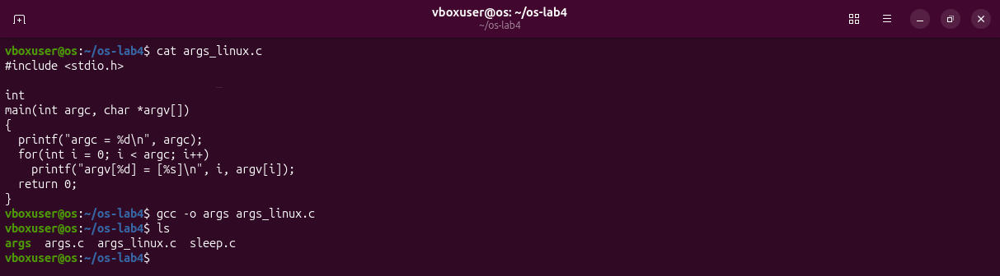 vboxuser@os: ~/os-lab4
~/os-lab4
vboxuser@os:~/os-lab4$ cat args_linux.c
#include <stdio.h>
int
main(int argc, char *argv[])
{
  printf("argc = %d\n", argc);
  for(int i = 0; i < argc; i++)
    printf("argv[%d] = [%s]\n", i, argv[i]);
  return 0;
}
vboxuser@os:~/os-lab4$ gcc -o args args_linux.c
vboxuser@os:~/os-lab4$ ls
args  args.c  args_linux.c  sleep.c
vboxuser@os:~/os-lab4$